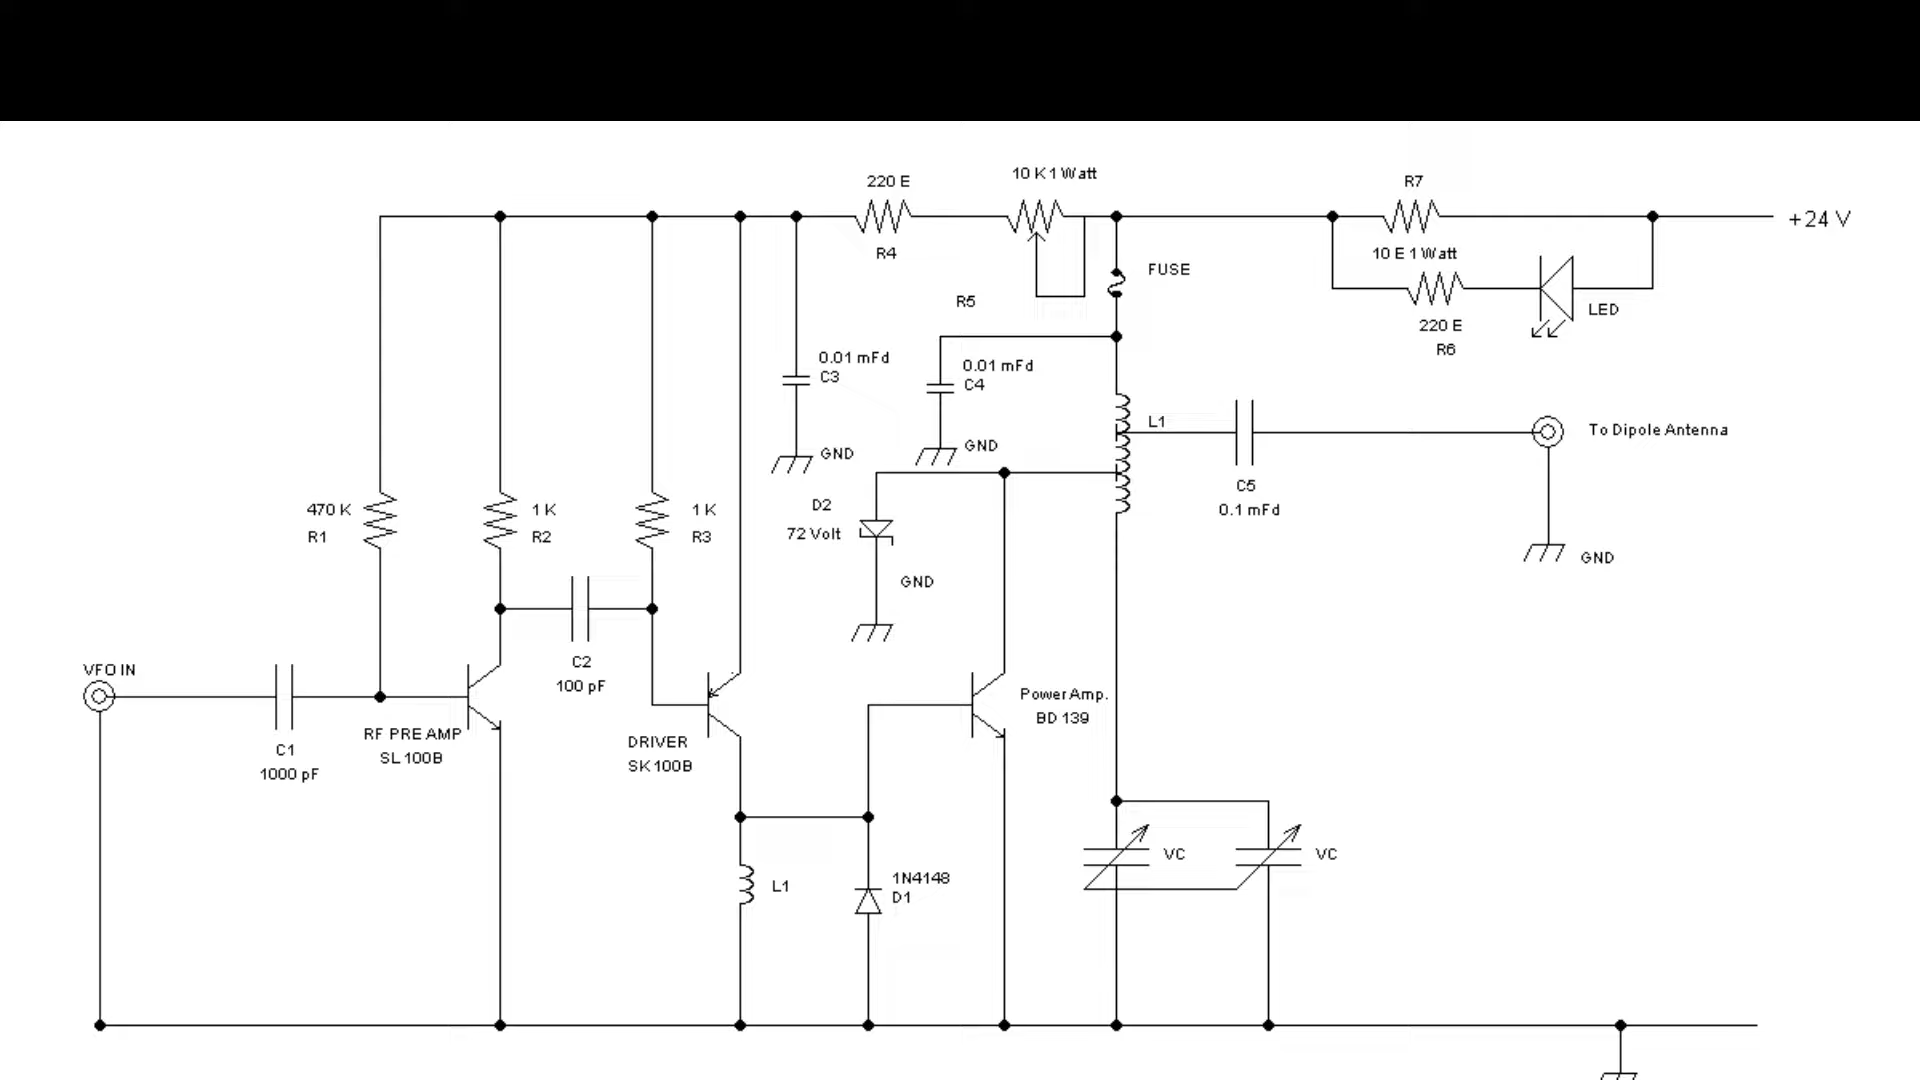 10 K 1 Watt
220 E
R7
+24 V
R4
10 E 1 Watt
FUSE
R5
LED
220 E
R6
0.01 mFd
C3
0.01 mFd
C4
L1
To Dipole Antenna
GND
GND
C5
0.1 mFd
D2
72 Volt
470 K
R1
1 K
R2
1 K
R3
GND
GND
C2
100 pF
VFO IN
Power Amp.
BD 139
RF PRE AMP
SL 100B
DRIVER
SK 100B
C1
1000 pF
VC
VC
1N4148
D1
L1